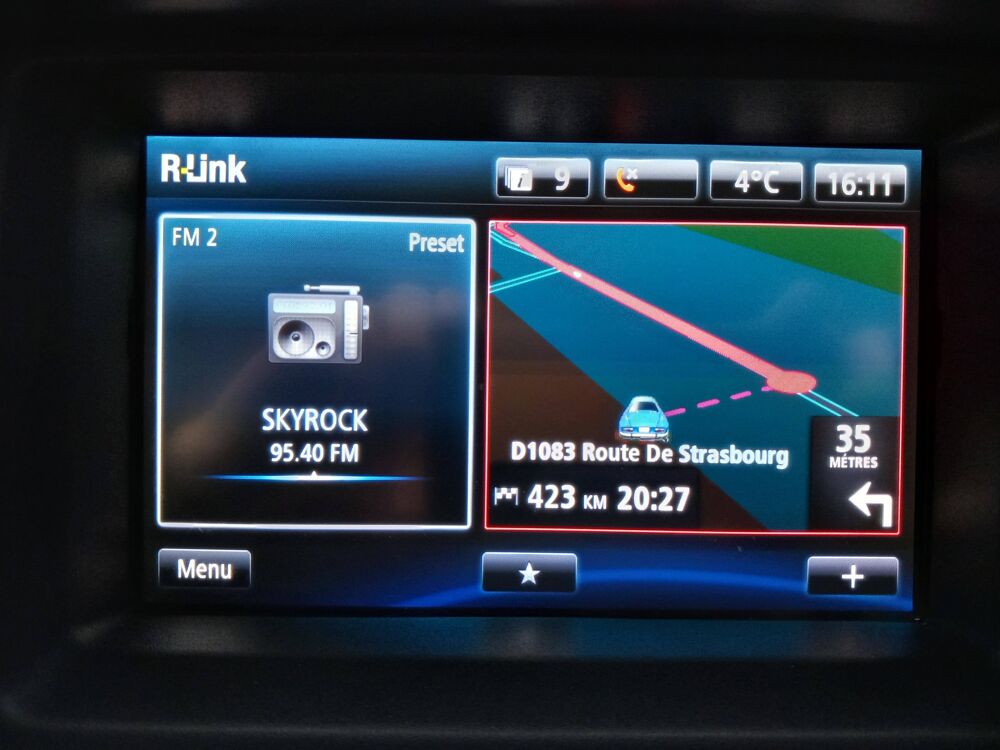 R-Link
i 9
4°C
16:11
FM 2
Preset
SKYROCK
95.40 FM
D1083 Route De Strasbourg
423 KM 20:27
35
MÉTRES
Menu